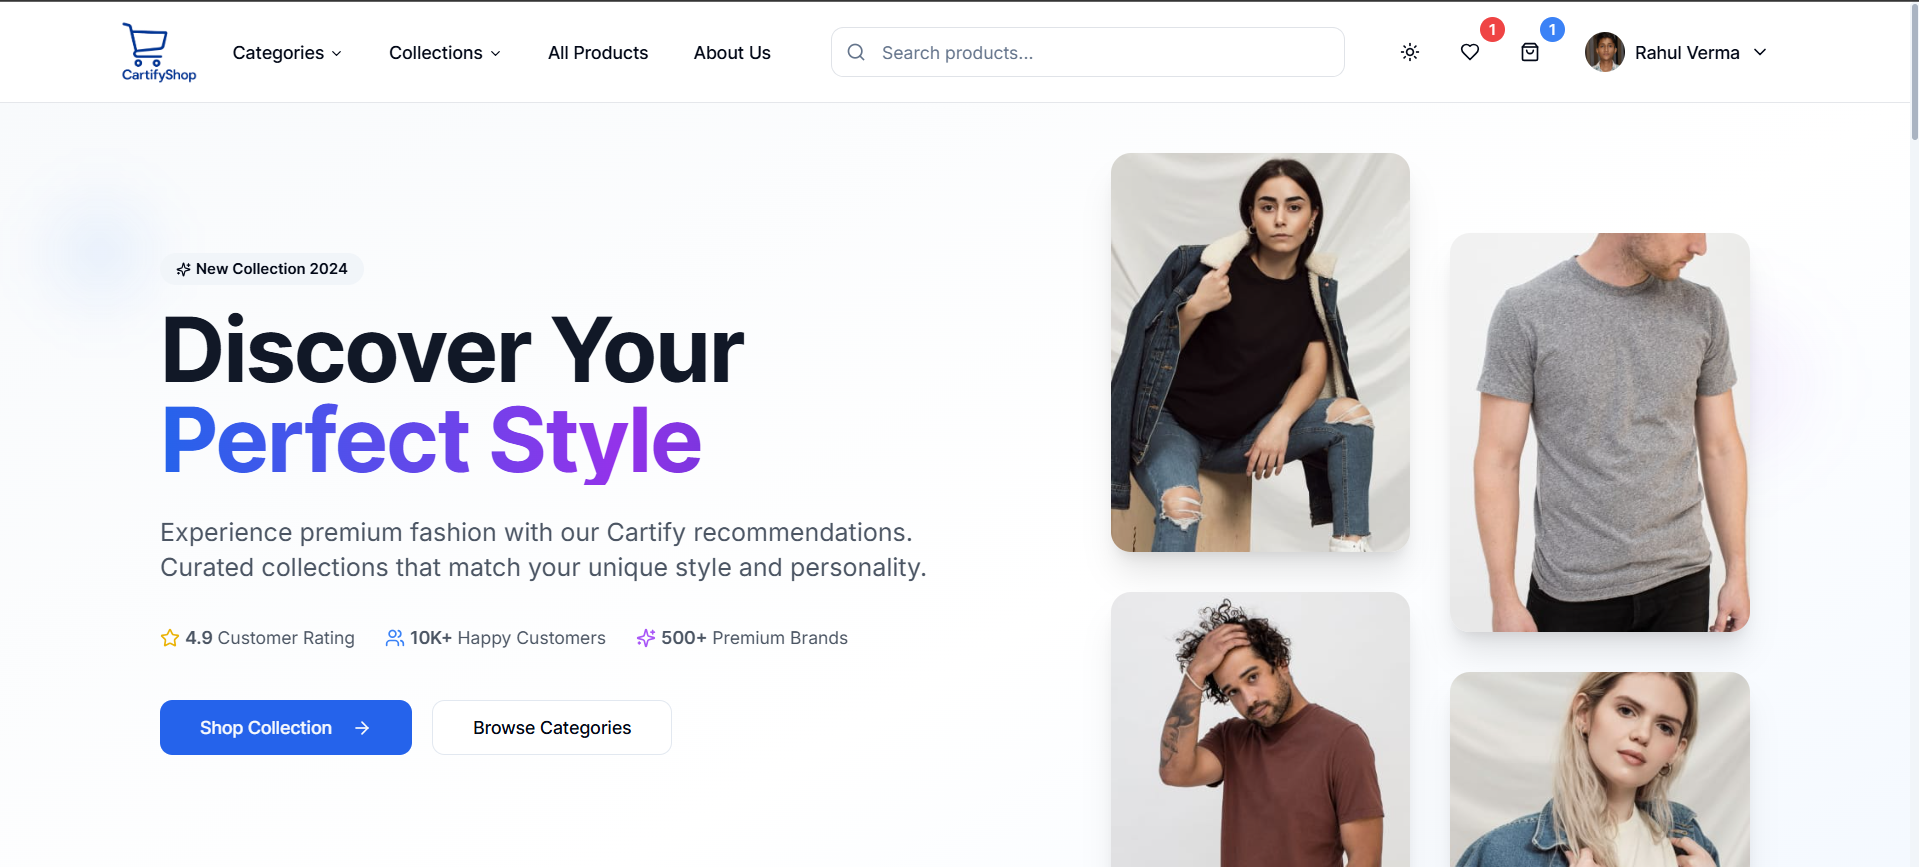 CartifyShop
Categories
Collections
All Products
About Us
Search products...
1
1
Rahul Verma
New Collection 2024
Discover Your
Perfect Style
Experience premium fashion with our Cartify recommendations.
Curated collections that match your unique style and personality.
4.9 Customer Rating
10K+ Happy Customers
500+ Premium Brands
Shop Collection
Browse Categories